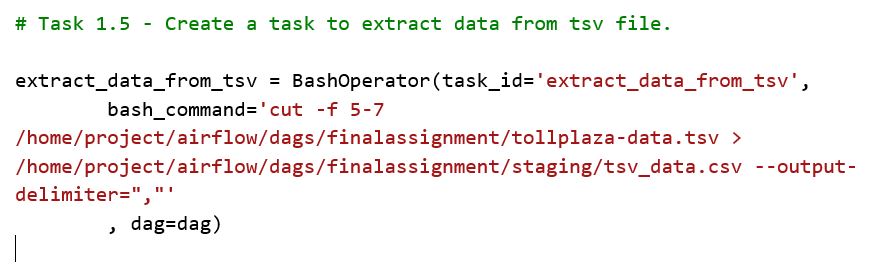 # Task 1.5 - Create a task to extract data from tsv file.
extract_data_from_tsv = BashOperator(task_id='extract_data_from_tsv',
bash_command='cut -f 5-7
/home/project/airflow/dags/finalassignment/tollplaza-data.tsv >
/home/project/airflow/dags/finalassignment/staging/tsv_data.csv --output-
delimiter=","'
, dag=dag)